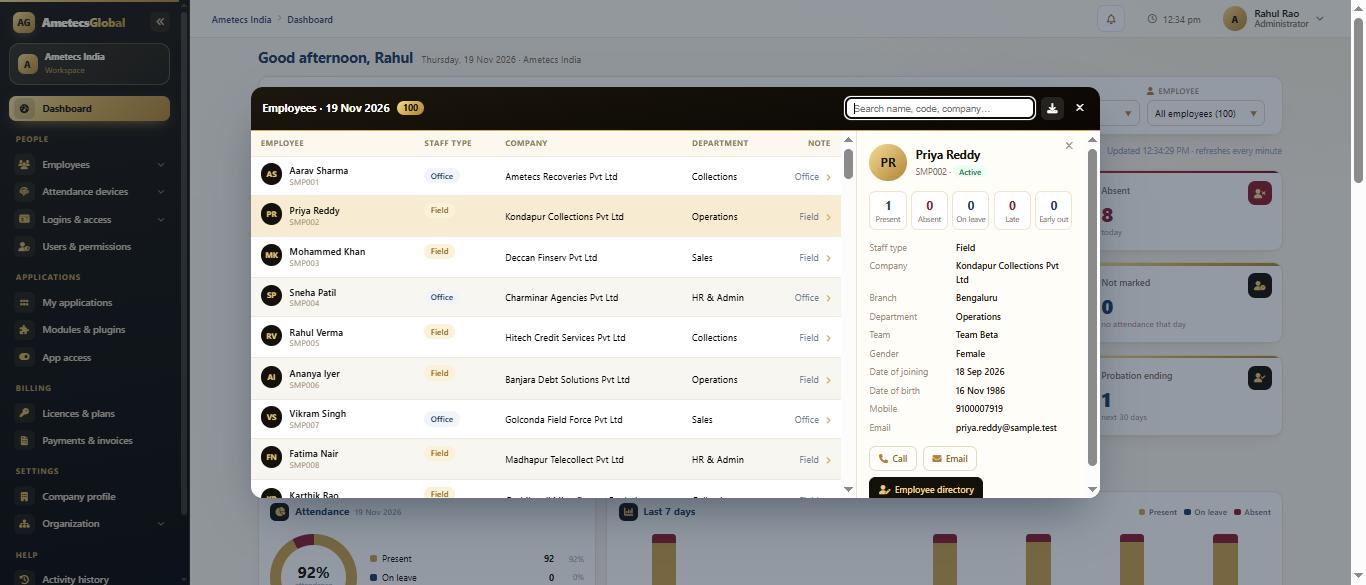 AG AmetecsGlobal
A Ametecs India
Workspace
Dashboard
PEOPLE
Employees
Attendance devices
Logins & access
Users & permissions
APPLICATIONS
My applications
Modules & plugins
App access
BILLING
Licences & plans
Payments & invoices
SETTINGS
Company profile
Organization
HELP
Activity history
Ametecs India > Dashboard
12:34 pm
A Rahul Rao
Administrator
Good afternoon, Rahul Thursday, 19 Nov 2026 · Ametecs India
EMPLOYEE
All employees (100)
Updated 12:34:29 PM · refreshes every minute
Absent
8
today
Not marked
0
no attendance that day
Probation ending
1
next 30 days
Employees · 19 Nov 2026 100
Search name, code, company...
EMPLOYEE STAFF TYPE COMPANY DEPARTMENT NOTE
AS Aarav Sharma Office Ametecs Recoveries Pvt Ltd Collections Office >
SMP001
PR Priya Reddy Field Kondapur Collections Pvt Ltd Operations Field >
SMP002
MK Mohammed Khan Field Deccan Finserv Pvt Ltd Sales Field >
SMP003
SP Sneha Patil Office Charminar Agencies Pvt Ltd HR & Admin Office >
SMP004
RV Rahul Verma Field Hitech Credit Services Pvt Ltd Collections Field >
SMP005
AI Ananya Iyer Field Banjara Debt Solutions Pvt Ltd Operations Field >
SMP006
VS Vikram Singh Office Golconda Field Force Pvt Ltd Sales Office >
SMP007
FN Fatima Nair Field Madhapur Telecollect Pvt Ltd HR & Admin Field >
SMP008
Karthik Rao Field
PR Priya Reddy
SMP002 · Active
1 0 0 0 0
Present Absent On leave Late Early out
Staff type Field
Company Kondapur Collections Pvt
Ltd
Branch Bengaluru
Department Operations
Team Team Beta
Gender Female
Date of joining 18 Sep 2026
Date of birth 16 Nov 1986
Mobile 9100007919
Email priya.reddy@sample.test
Call Email
Employee directory
Attendance 19 Nov 2026
92%
Present 92 92%
On leave 0 0%
Last 7 days
Present On leave Absent